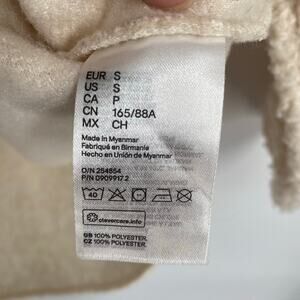 EUR S
US S
CA P
CN 165/88A
MX CH
Made in Myanmar
Fabriqué en Birmanie
Hecho en Unión de Myanmar
O/N 254854
P/N 0909917.2
40
clevercare.info
GB 100% POLYESTER
CZ 100% POLYESTER